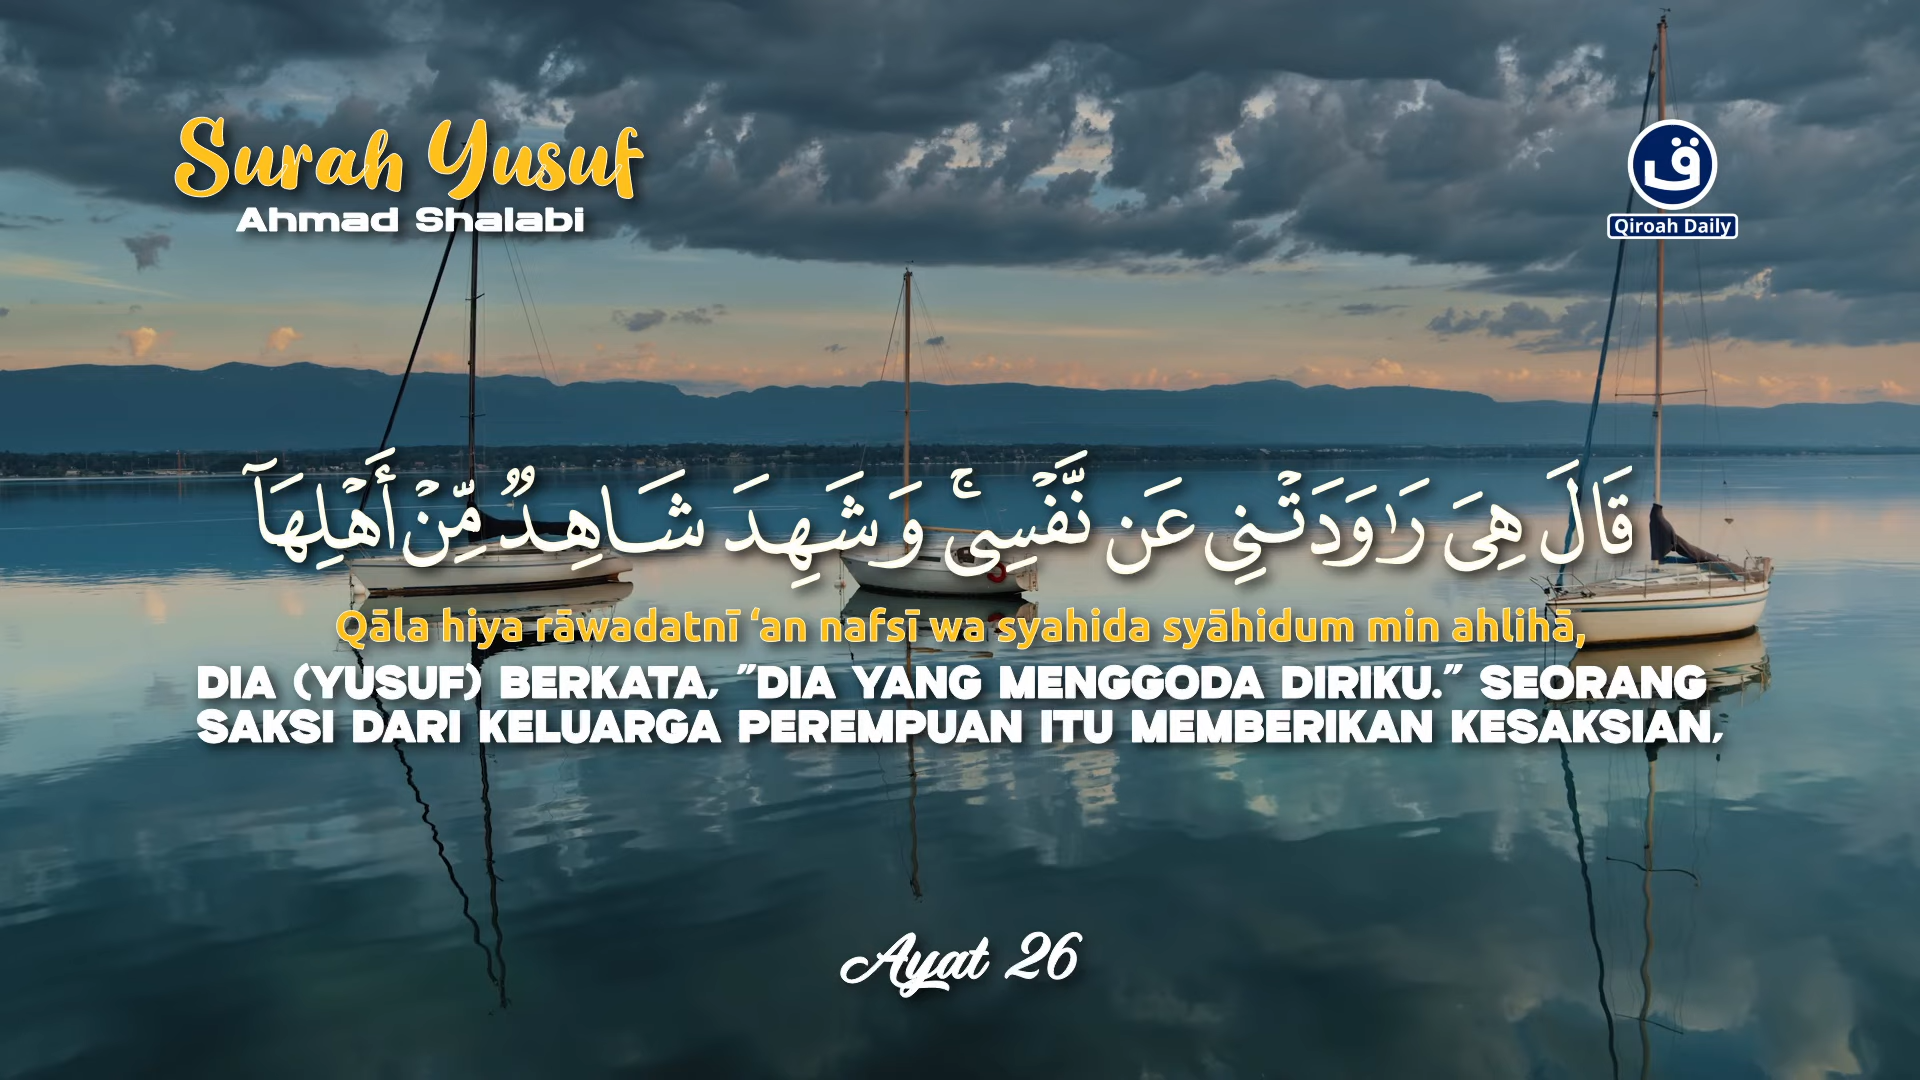 Surah Yusuf
Ahmad Shalabi
ق
Qiroah Daily
قَالَ هِيَ رَاوَدَتْنِي عَن نَّفْسِيۚ وَشَهِدَ شَاهِدٌ مِّنْ أَهْلِهَآ
Qāla hiya rāwadatnī ‘an nafsī wa syahida syāhidum min ahlihā,
DIA (YUSUF) BERKATA, "DIA YANG MENGGODA DIRIKU." SEORANG
SAKSI DARI KELUARGA PEREMPUAN ITU MEMBERIKAN KESAKSIAN,
Ayat 26